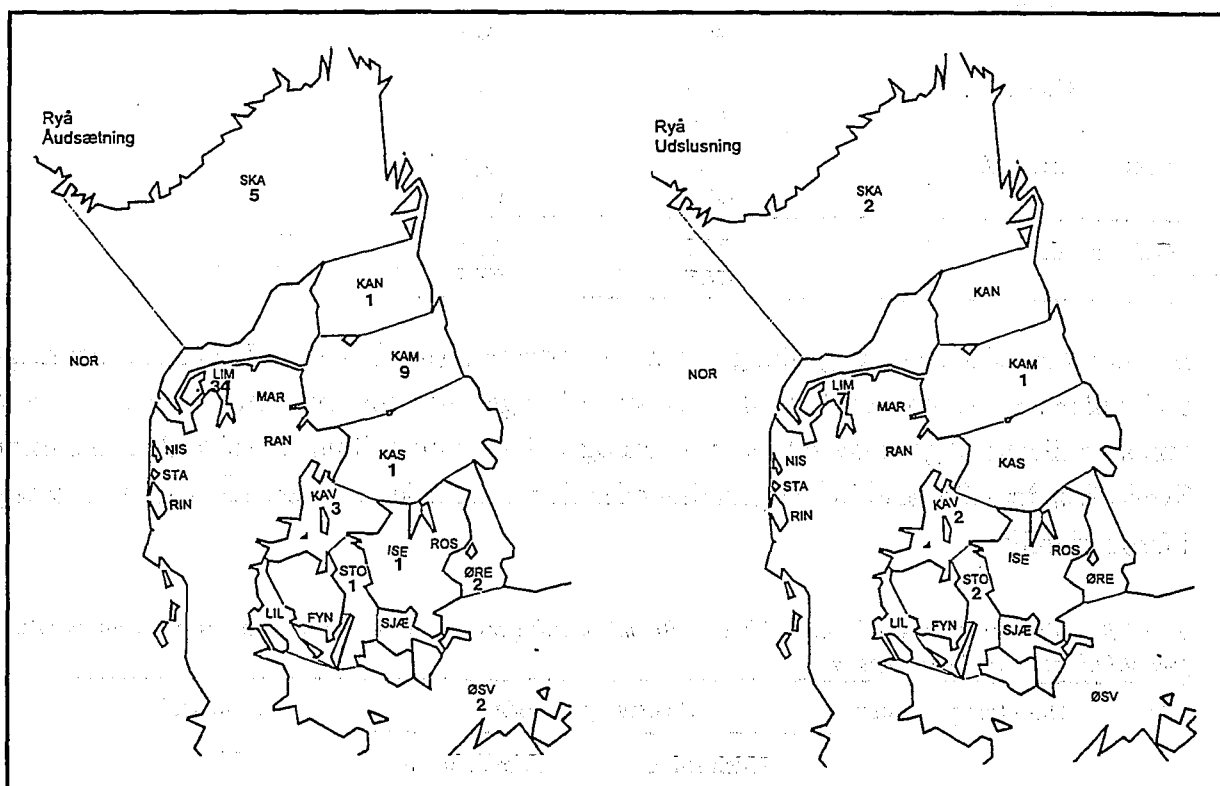 Ryå
Åudsætning
SKA
5
KAN
1
NOR
KAM
9
LIM
34
MAR
RAN
KAS
1
NIS
STA
RIN
KAV
3
ISE
1
ROS
STO
1
ØRE
2
LIL
FYN
SJÆ
ØSV
2
Ryå
Udslusning
SKA
2
KAN
NOR
KAM
1
LIM
7
MAR
RAN
KAS
NIS
STA
RIN
KAV
2
ISE
ROS
STO
2
ØRE
LIL
FYN
SJÆ
ØSV